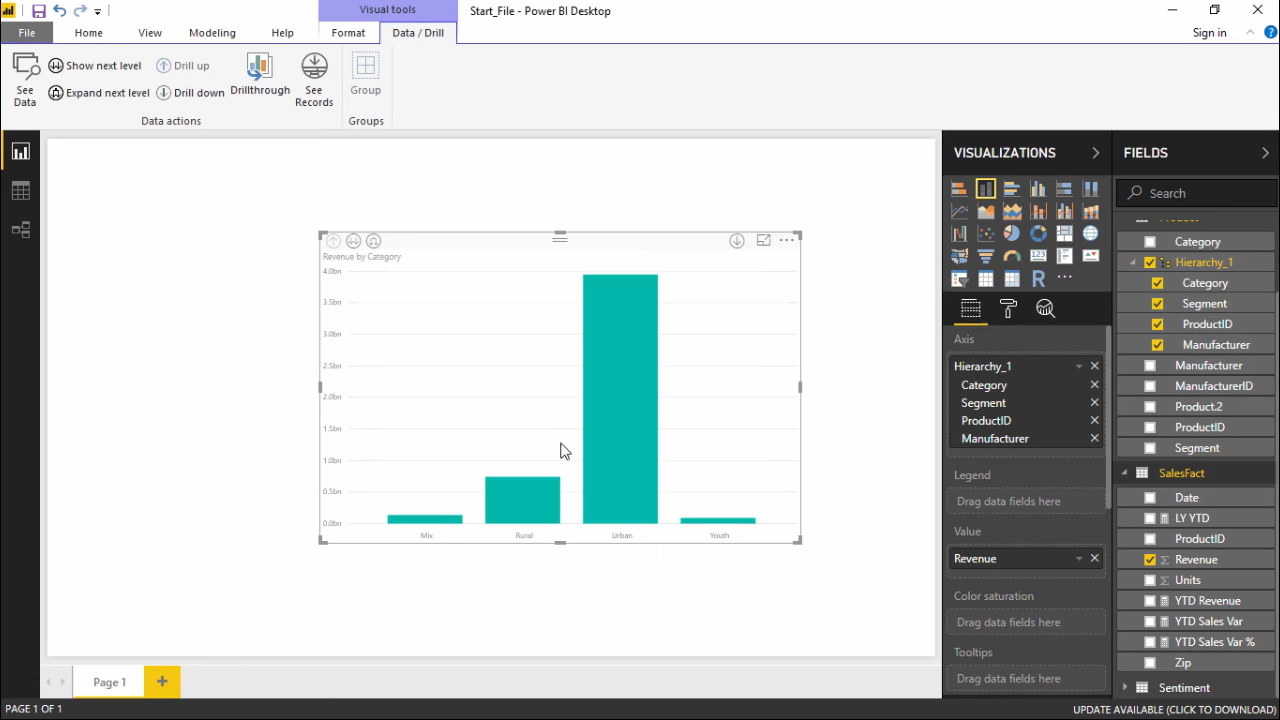 Visual tools
Start_File - Power BI Desktop
File
Home
View
Modeling
Help
Format
Data / Drill
Sign in
See Data
Show next level
Expand next level
Drill up
Drill down
Drillthrough
See Records
Group
Data actions
Groups
Revenue by Category
4.0bn
3.5bn
3.0bn
2.5bn
2.0bn
1.5bn
1.0bn
0.5bn
0.0bn
Mix
Rural
Urban
Youth
VISUALIZATIONS
R
Axis
Hierarchy_1
Category
Segment
ProductID
Manufacturer
Legend
Drag data fields here
Value
Revenue
Color saturation
Drag data fields here
Tooltips
Drag data fields here
FIELDS
Search
Category
Hierarchy_1
Category
Segment
ProductID
Manufacturer
Manufacturer
ManufacturerID
Product.2
ProductID
Segment
SalesFact
Date
LY YTD
ProductID
Revenue
Units
YTD Revenue
YTD Sales Var
YTD Sales Var %
Zip
Sentiment
Page 1
PAGE 1 OF 1
UPDATE AVAILABLE (CLICK TO DOWNLOAD)